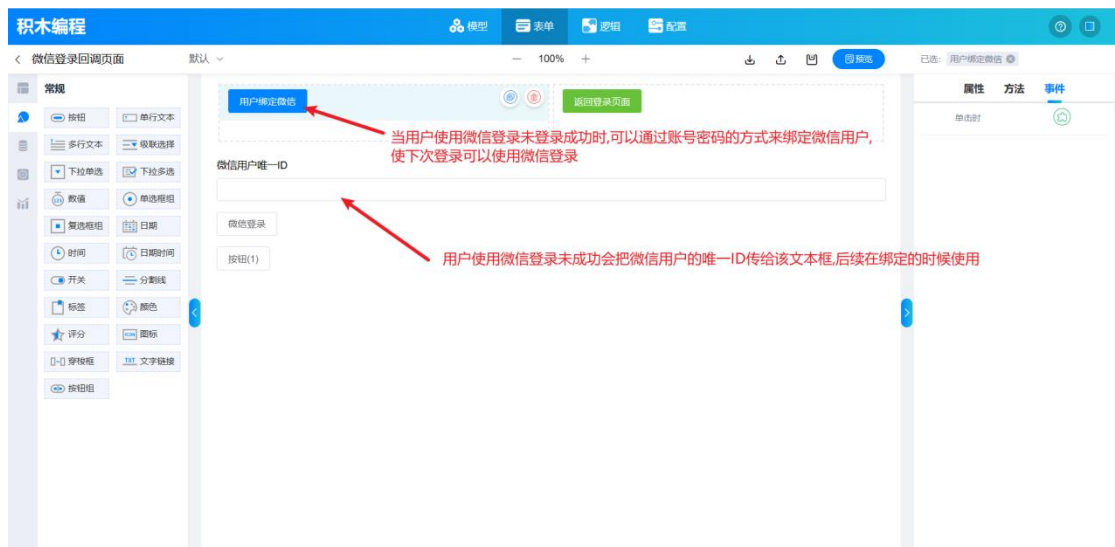 积木编程
模型
表单
逻辑
配置
微信登录回调页面
默认
100%
预览
已选: 用户绑定微信
常规
按钮
单行文本
多行文本
级联选择
下拉单选
下拉多选
数值
单选框组
复选框组
日期
时间
日期时间
开关
分割线
标签
颜色
评分
图标
穿梭框
文字链接
按钮组
用户绑定微信
返回登录页面
当用户使用微信登录未登录成功时,可以通过账号密码的方式来绑定微信用户,
使下次登录可以使用微信登录
微信用户唯一ID
微信登录
按钮(1)
用户使用微信登录未成功会把微信用户的唯一ID传给该文本框,后续在绑定的时候使用
属性
方法
事件
单击时